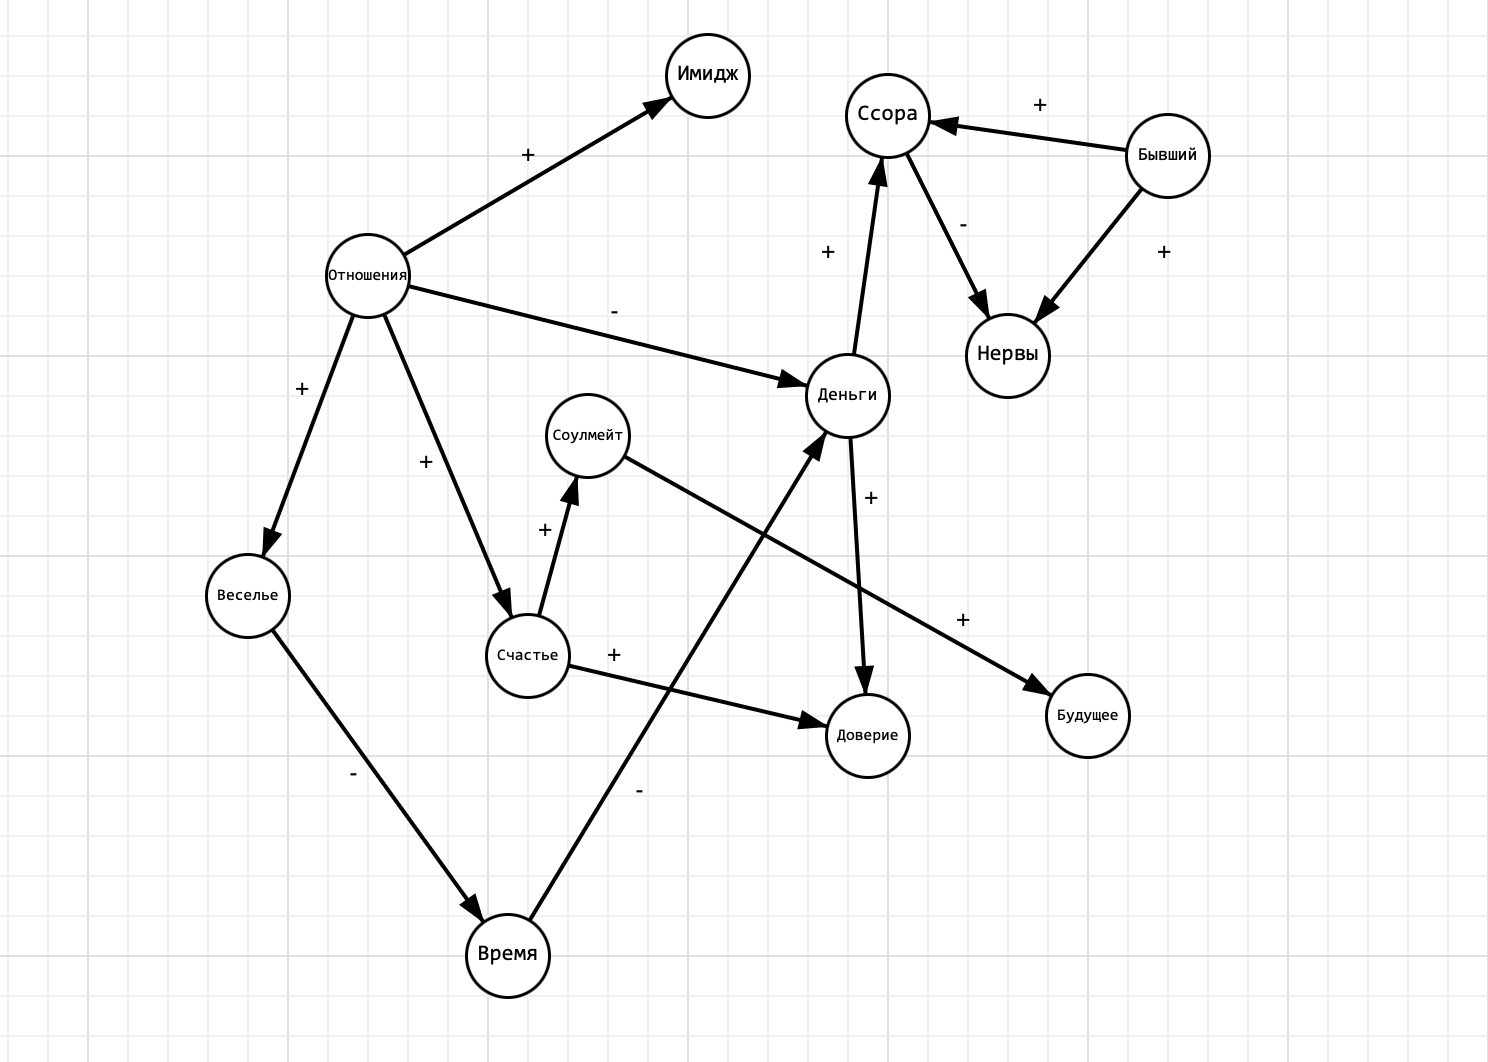 Имидж
Ссора
+
Бывший
+
-
+
+
Отношения
-
Нервы
+
Деньги
Соулмейт
+
+
+
Веселье
+
Счастье
+
Будущее
Доверие
-
-
Время